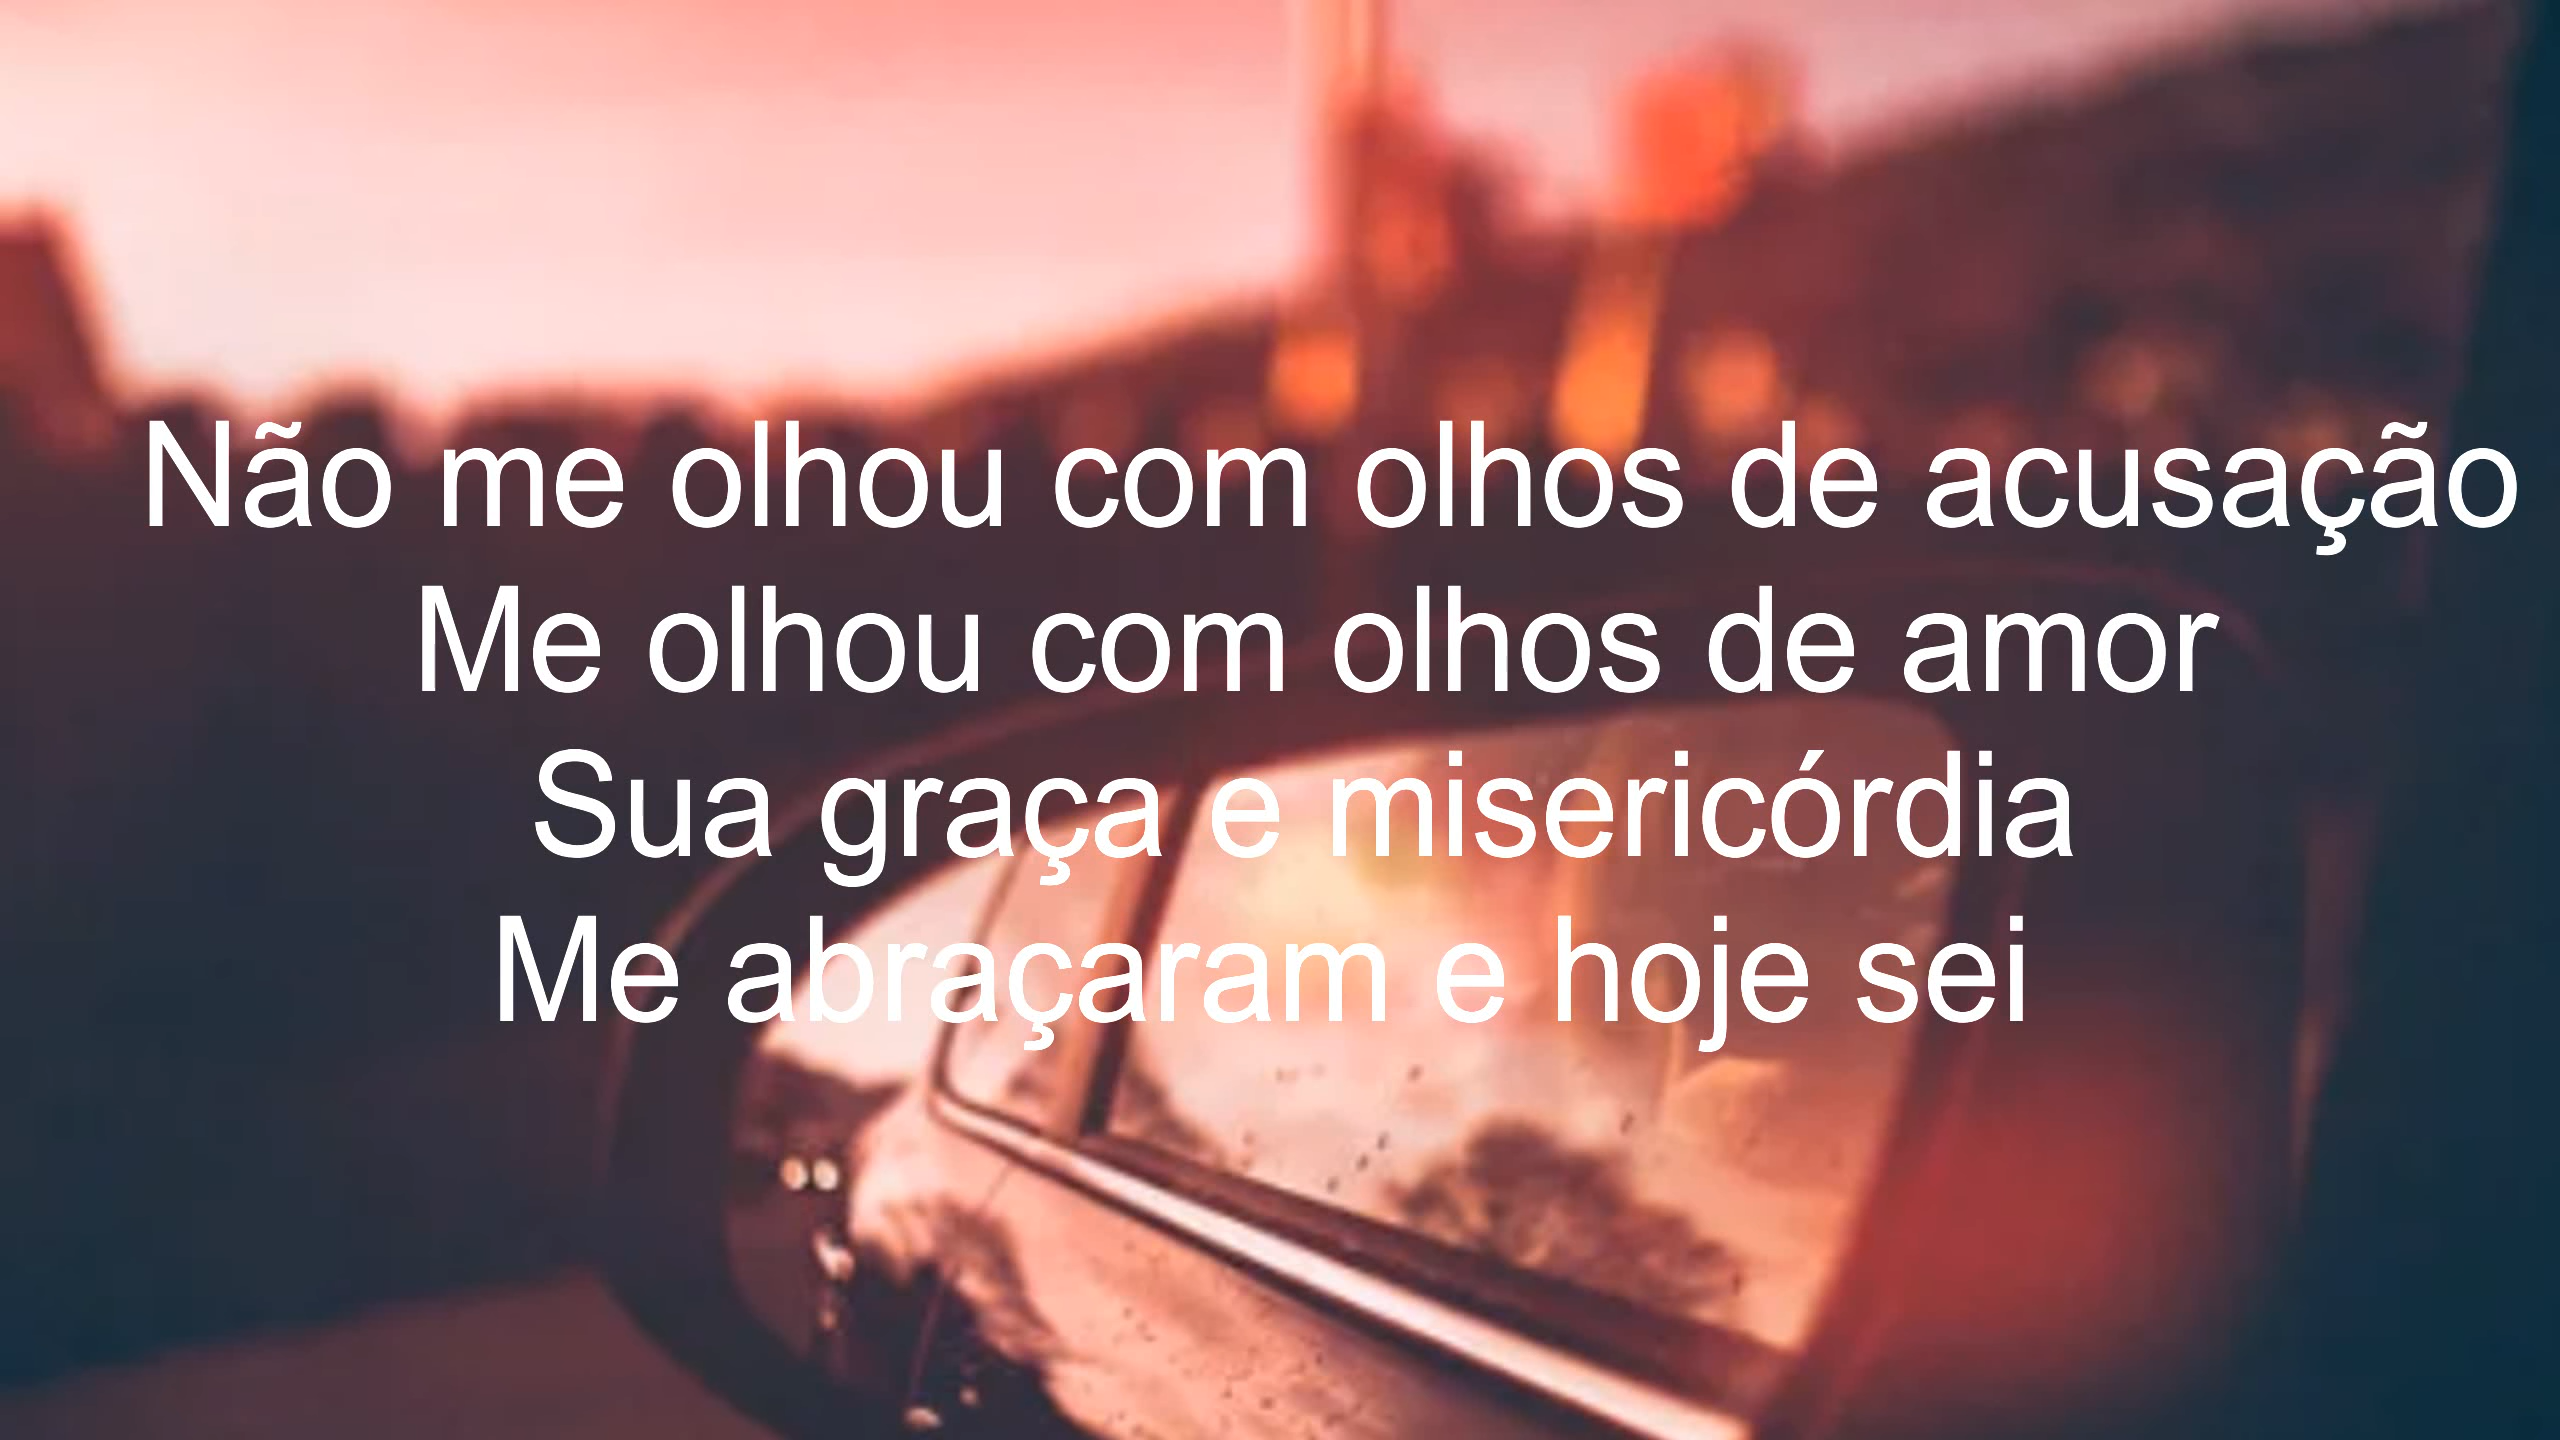 Não me olhou com olhos de acusação
Me olhou com olhos de amor
Sua graça e misericórdia
Me abraçaram e hoje sei